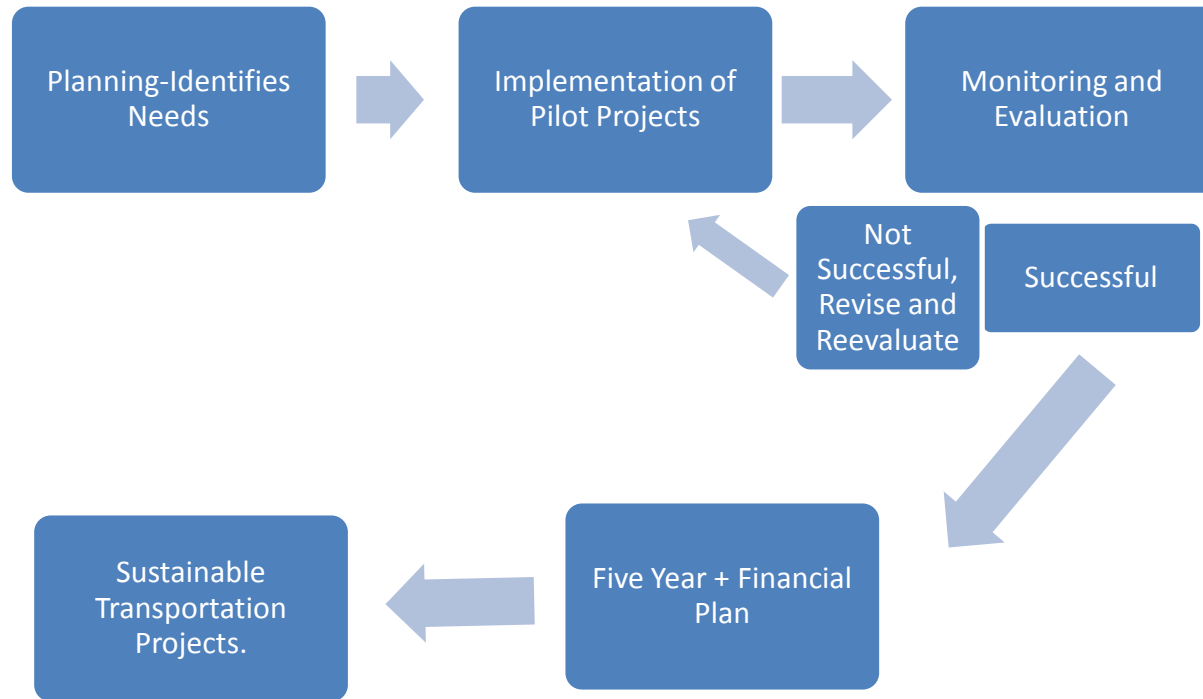 Planning-Identifies
Needs
Implementation of
Pilot Projects
Monitoring and
Evaluation
Not
Successful,
Revise and
Reevaluate
Successful
Five Year + Financial
Plan
Sustainable
Transportation
Projects.